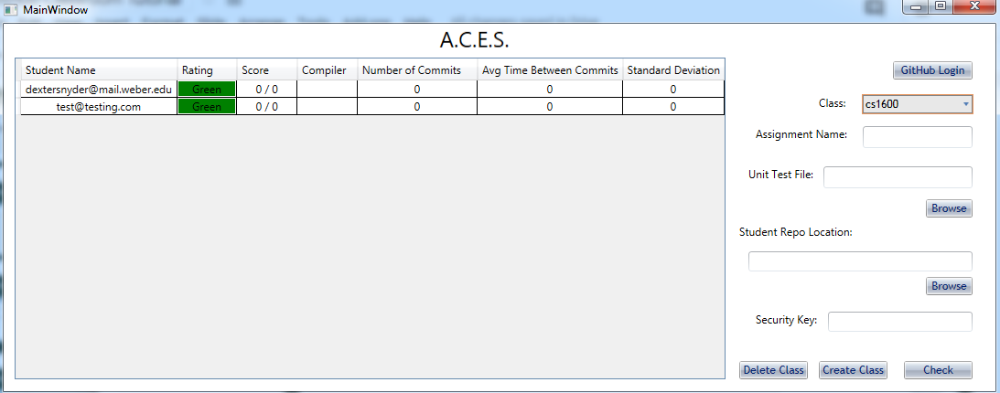 MainWindow
A.C.E.S.
Student Name Rating Score Compiler Number of Commits Avg Time Between Commits Standard Deviation
dextersnyder@mail.weber.edu Green 0 / 0 0 0 0
test@testing.com Green 0 / 0 0 0 0
GitHub Login
Class: cs1600
Assignment Name:
Unit Test File:
Browse
Student Repo Location:
Browse
Security Key:
Delete Class Create Class Check